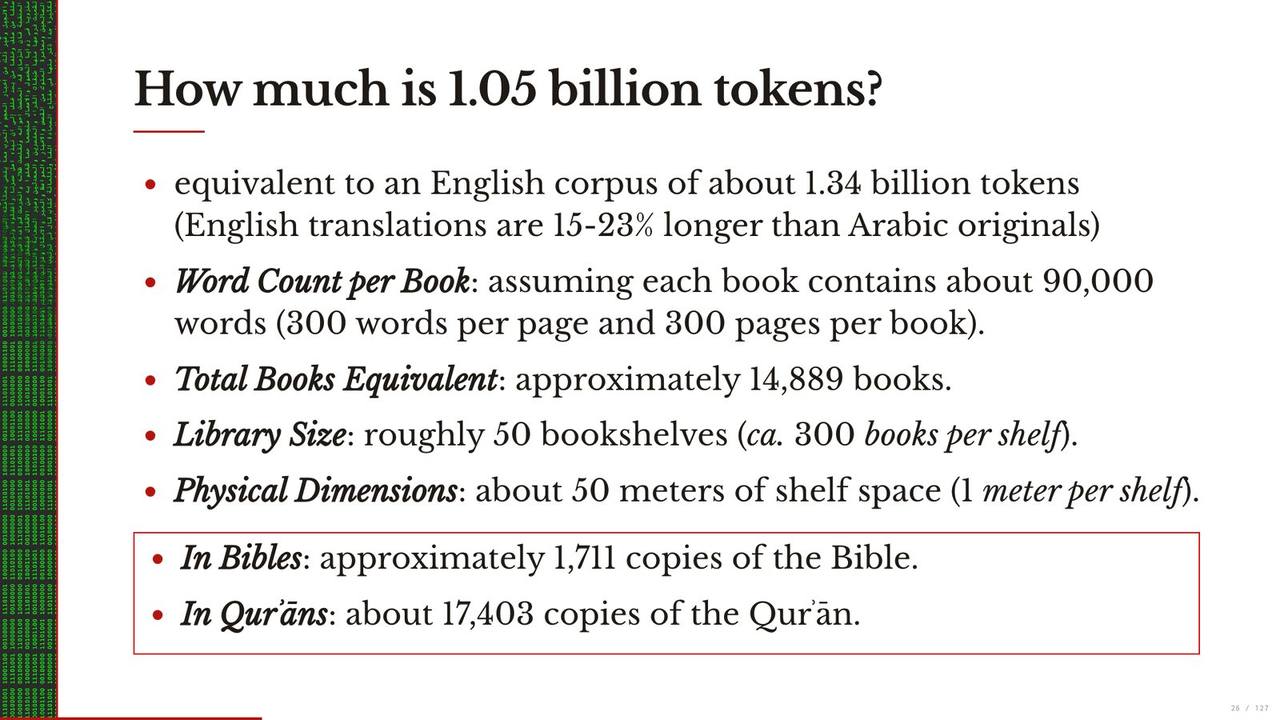 How much is 1.05 billion tokens?
• equivalent to an English corpus of about 1.34 billion tokens
(English translations are 15-23% longer than Arabic originals)
• Word Count per Book: assuming each book contains about 90,000
words (300 words per page and 300 pages per book).
• Total Books Equivalent: approximately 14,889 books.
• Library Size: roughly 50 bookshelves (ca. 300 books per shelf).
• Physical Dimensions: about 50 meters of shelf space (1 meter per shelf).
• In Bibles: approximately 1,711 copies of the Bible.
• In Qurʾāns: about 17,403 copies of the Qurʾān.
26 / 127